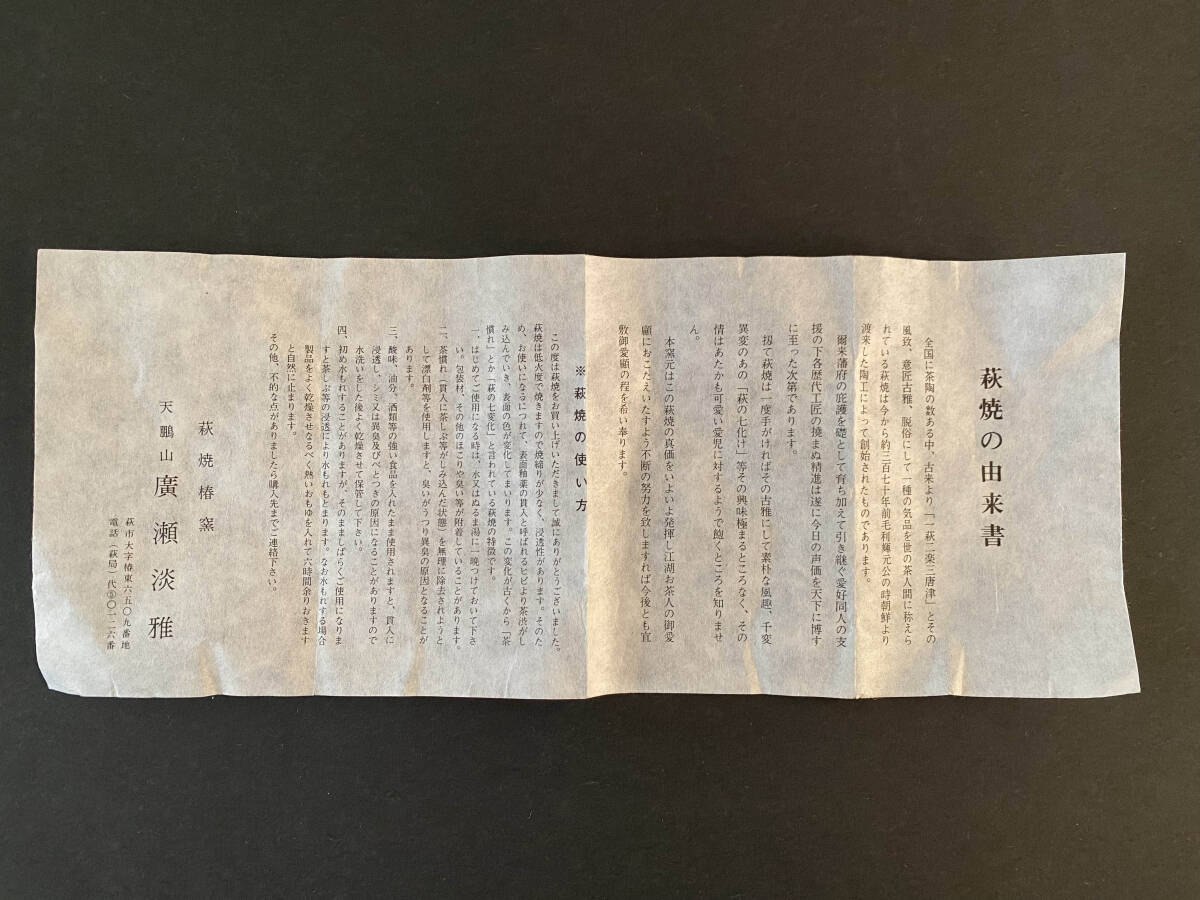 萩焼の由来書
全国に茶陶の数ある中、古来より「一萩二楽三唐津」とその
風致、意匠古雅、脱俗にして一種の気品を世の茶人間に称えら
れている萩焼は今から約三百七十年前毛利輝元公の時朝鮮より
渡来した陶工によって創始されたものであります。
爾来藩府の庇護を礎として育ち加えて引き継ぐ愛好同人の支
援の下各歴代工匠の撓まぬ精進は遂に今日の声価を天下に博す
に至った次第であります。
扨て萩焼は一度手がければその古雅にして素朴な風趣、千変
異変のあの「萩の七化け」等その興味極まるところなく、その
情はあたかも可愛い愛児に対するようで飽くところを知りませ
ん。
本窯元はこの萩焼の真価をいよいよ発揮し江湖お茶人の御愛
顧におこたえいたすよう不断の努力を致しますれば今後とも宜
敷御愛顧の程を希い奉ります。
※萩焼の使い方
この度は萩焼をお買い上げいただきまして誠にありがとうございました。
萩焼は低火度で焼きますので焼締りが少なく、浸透性があります。そのた
め、お使いになるにつれて、表面釉薬の貫入と呼ばれるヒビより茶渋がし
み込んでいき、表面の色が変化してまいります。この変化が古くから「茶
慣れ」とか「萩の七変化」と言われている萩焼の特徴です。
一、はじめてご使用になる時は、水又はぬるま湯に一晩つけておいて下さ
い。包装材、その他のほこりや臭い等が附着していることがあります。
二、茶慣れ（貫入に茶しぶ等がしみ込んだ状態）を無理に除去されようと
して漂白剤等を使用しますと、臭いがうつり異臭の原因となることが
あります。
三、酸味、油分、酒類等の強い食品を入れたまま使用されますと、貫入に
浸透し、シミ又は異臭及びべとつきの原因になることがありますので
水洗いをした後よく乾燥させて保管して下さい。
四、初め水もれすることがありますが、そのまましばらくご使用になりま
すと茶しぶ等の浸透により水もれもとまります。なお水もれする場合
製品をよく乾燥させなるべく熱いおもゆを入れて六時間余りおきます
と自然に止まります。
その他、不的な点がありましたら購入先までご連絡下さい。
萩焼椿窯
天鵬山 廣瀬淡雅
萩市大字椿東六五〇九番地
電話（萩局）代⑤〇二二六番